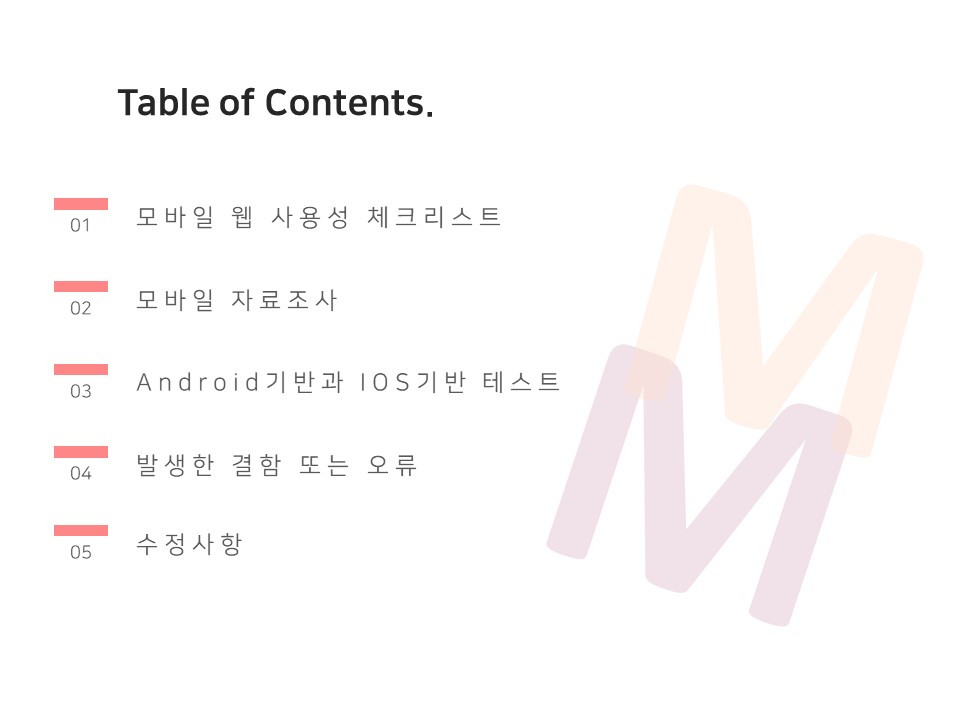 Table of Contents.
01 모바일 웹 사용성 체크리스트
02 모바일 자료조사
03 Android기반과 IOS기반 테스트
04 발생한 결함 또는 오류
05 수정사항
M
M